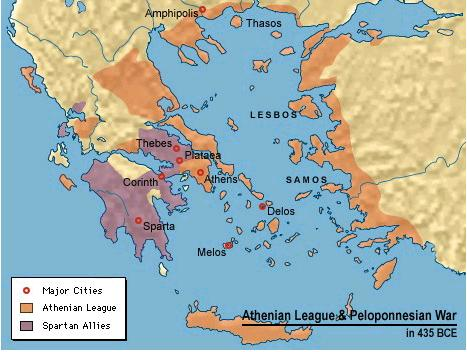 Amphipolis
Thasos
LESBOS
Thebes
Plataea
Athens
Corinth
SAMOS
Delos
Sparta
Melos
Major Cities
Athenian League
Spartan Allies
Athenian League & Peloponnesian War
in 435 BCE